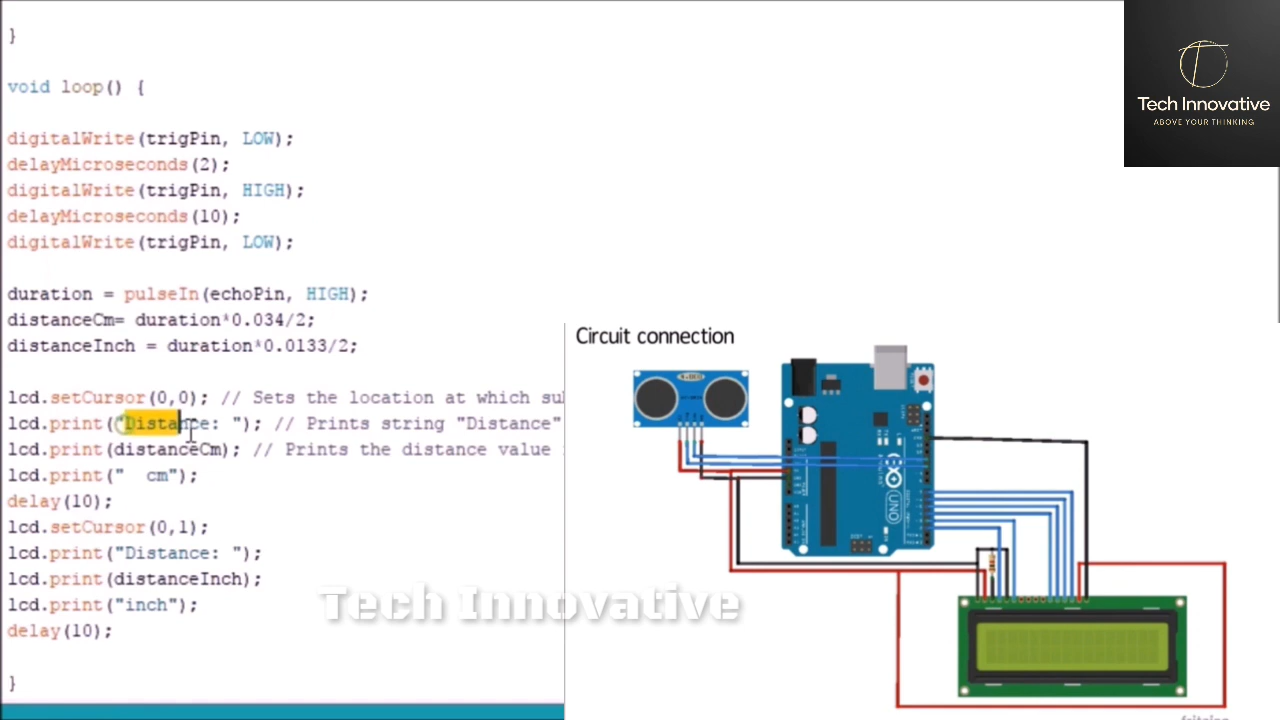 }
void loop() {
digitalWrite(trigPin, LOW);
delayMicroseconds(2);
digitalWrite(trigPin, HIGH);
delayMicroseconds(10);
digitalWrite(trigPin, LOW);
duration = pulseIn(echoPin, HIGH);
distanceCm= duration*0.034/2;
distanceInch = duration*0.0133/2;
lcd.setCursor(0,0); // Sets the location at which su
lcd.print("Distance: "); // Prints string "Distance"
lcd.print(distanceCm); // Prints the distance value
lcd.print("  cm");
delay(10);
lcd.setCursor(0,1);
lcd.print("Distance: ");
lcd.print(distanceInch);
lcd.print("inch");
delay(10);
}
Tech Innovative
ABOVE YOUR THINKING
Circuit connection
UNO
Tech Innovative